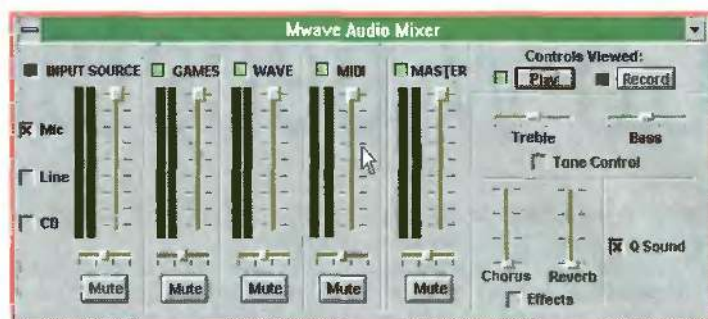 Mwave Audio Mixer
INPUT SOURCE
GAMES
WAVE
MIDI
MASTER
Controls Viewed:
Play
Record
Mic
Line
CD
Treble
Bass
Tone Control
Chorus
Reverb
Effects
Q Sound
Mute
Mute
Mute
Mute
Mute